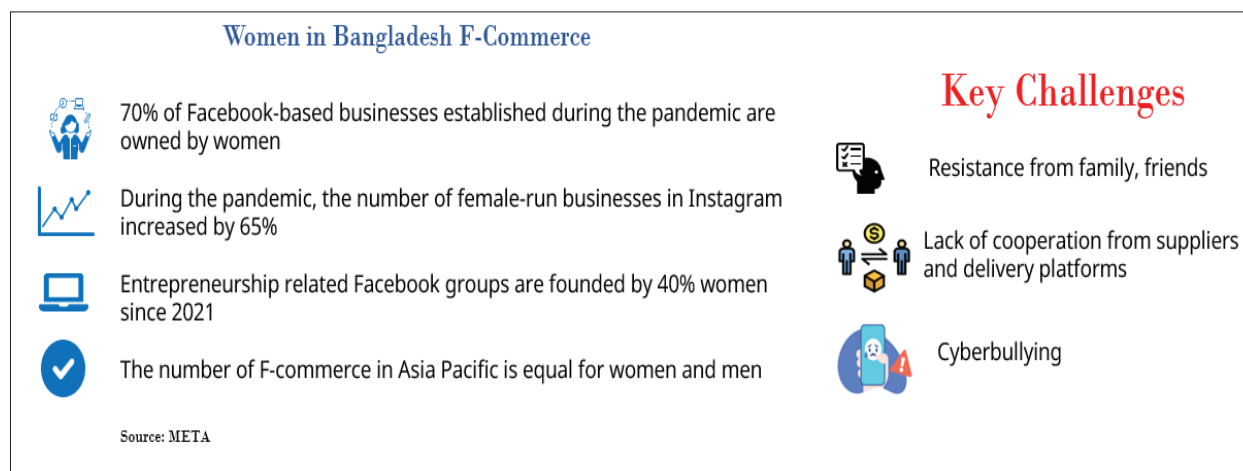 Women in Bangladesh F-Commerce
70% of Facebook-based businesses established during the pandemic are
owned by women
During the pandemic, the number of female-run businesses in Instagram
increased by 65%
Entrepreneurship related Facebook groups are founded by 40% women
since 2021
The number of F-commerce in Asia Pacific is equal for women and men
Source: META
Key Challenges
Resistance from family, friends
Lack of cooperation from suppliers
and delivery platforms
Cyberbullying